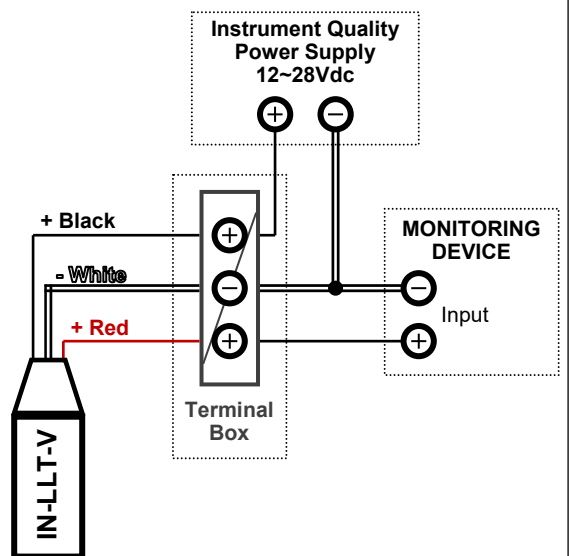 Instrument Quality
Power Supply
12~28Vdc
+ −
+ Black
- White
+ Red
+
−
+
MONITORING
DEVICE
−
Input
+
Terminal
Box
IN-LLT-V